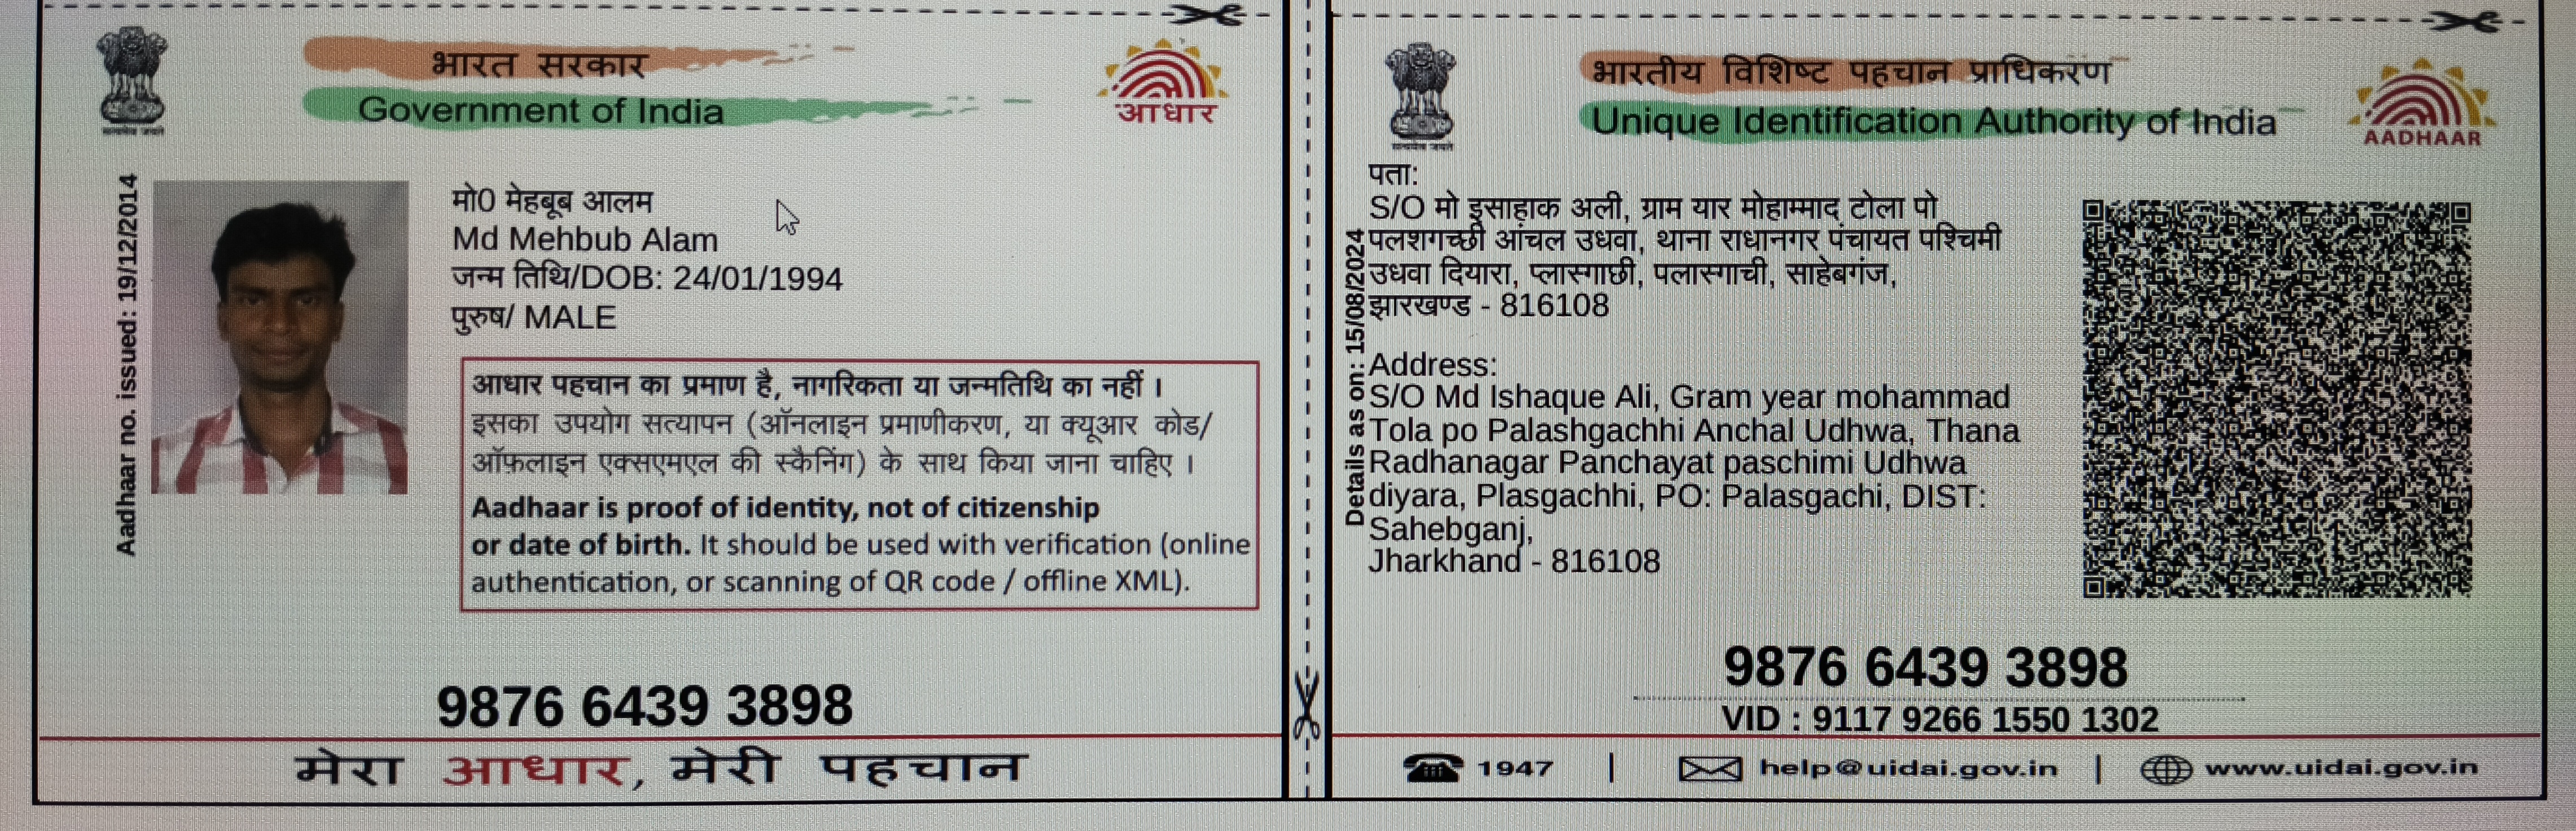 भारत सरकार
Government of India
आधार
सत्यमेव जयते
Aadhaar no. issued: 19/12/2014
मो0 मेहबूब आलम
Md Mehbub Alam
जन्म तिथि/DOB: 24/01/1994
पुरुष/ MALE
आधार पहचान का प्रमाण है, नागरिकता या जन्मतिथि का नहीं ।
इसका उपयोग सत्यापन (ऑनलाइन प्रमाणीकरण, या क्यूआर कोड/
ऑफ़लाइन एक्सएमएल की स्कैनिंग) के साथ किया जाना चाहिए ।
Aadhaar is proof of identity, not of citizenship
or date of birth. It should be used with verification (online
authentication, or scanning of QR code / offline XML).
9876 6439 3898
मेरा आधार, मेरी पहचान
भारतीय विशिष्ट पहचान प्राधिकरण
Unique Identification Authority of India
AADHAAR
सत्यमेव जयते
Details as on: 15/08/2024
पता:
S/O मो इसाहाक अली, ग्राम यार मोहाम्माद टोला पो
पलशगच्छी आंचल उधवा, थाना राधानगर पंचायत पश्चिमी
उधवा दियारा, प्लास्गाछी, पलास्गाची, साहेबगंज,
झारखण्ड - 816108
Address:
S/O Md Ishaque Ali, Gram year mohammad
Tola po Palashgachhi Anchal Udhwa, Thana
Radhanagar Panchayat paschimi Udhwa
diyara, Plasgachhi, PO: Palasgachi, DIST:
Sahebganj,
Jharkhand - 816108
9876 6439 3898
VID : 9117 9266 1550 1302
1947 | help@uidai.gov.in | www.uidai.gov.in